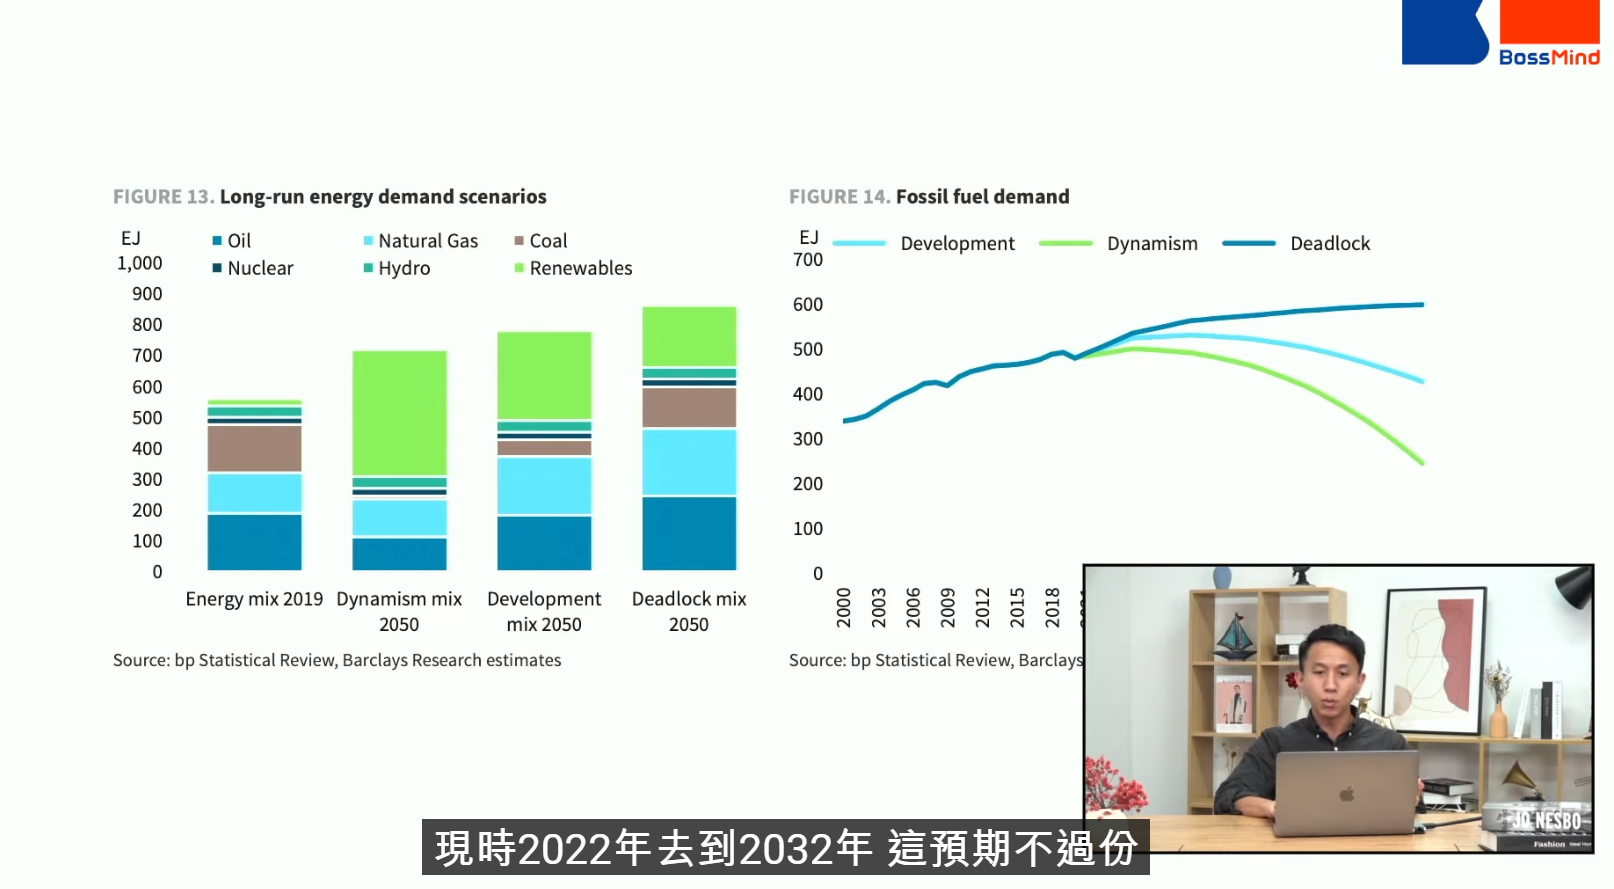 BossMind
FIGURE 13. Long-run energy demand scenarios
EJ
Oil Natural Gas Coal
Nuclear Hydro Renewables
1,000
900
800
700
600
500
400
300
200
100
0
Energy mix 2019 Dynamism mix 2050 Development mix 2050 Deadlock mix 2050
Source: bp Statistical Review, Barclays Research estimates
FIGURE 14. Fossil fuel demand
EJ
Development Dynamism Deadlock
700
600
500
400
300
200
100
0
2000 2003 2006 2009 2012 2015 2018
Source: bp Statistical Review, Barclays
JO NESBO
Fashion
現時2022年去到2032年 這預期不過份